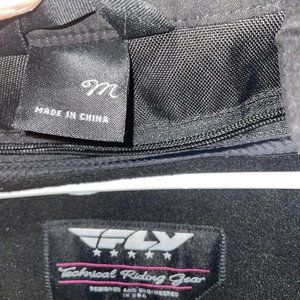 m
MADE IN CHINA
FLY
Technical Riding Gear
DESIGNED AND ENGINEERED
IN USA